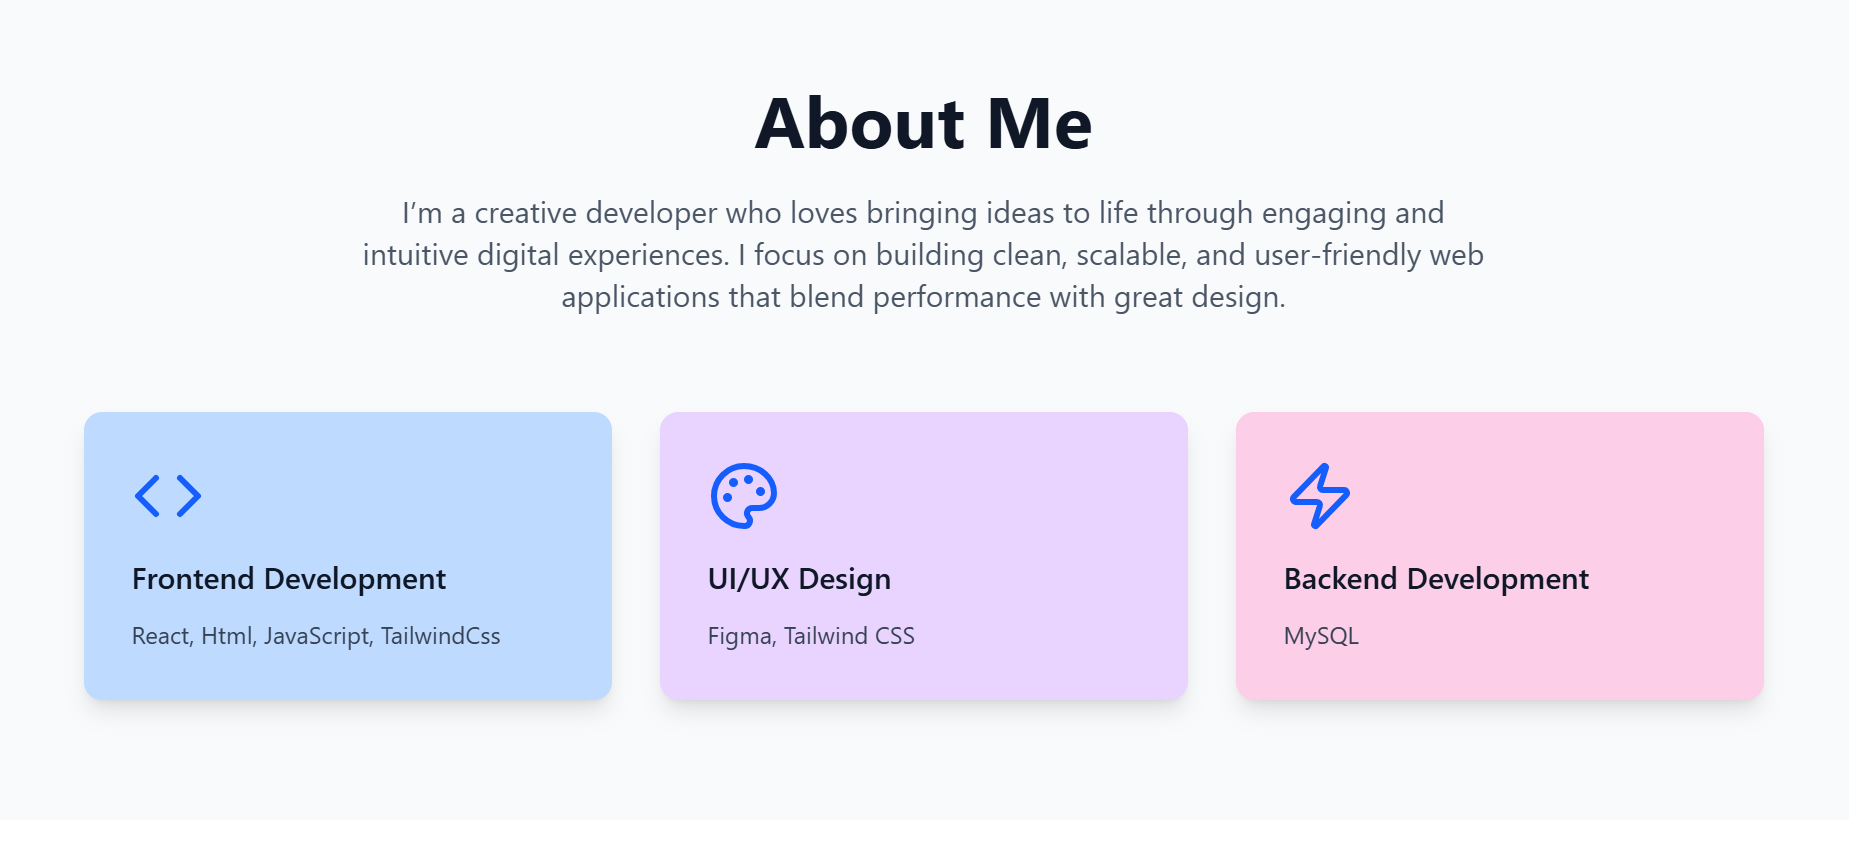 About Me
I’m a creative developer who loves bringing ideas to life through engaging and
intuitive digital experiences. I focus on building clean, scalable, and user-friendly web
applications that blend performance with great design.
Frontend Development
React, Html, JavaScript, TailwindCss
UI/UX Design
Figma, Tailwind CSS
Backend Development
MySQL